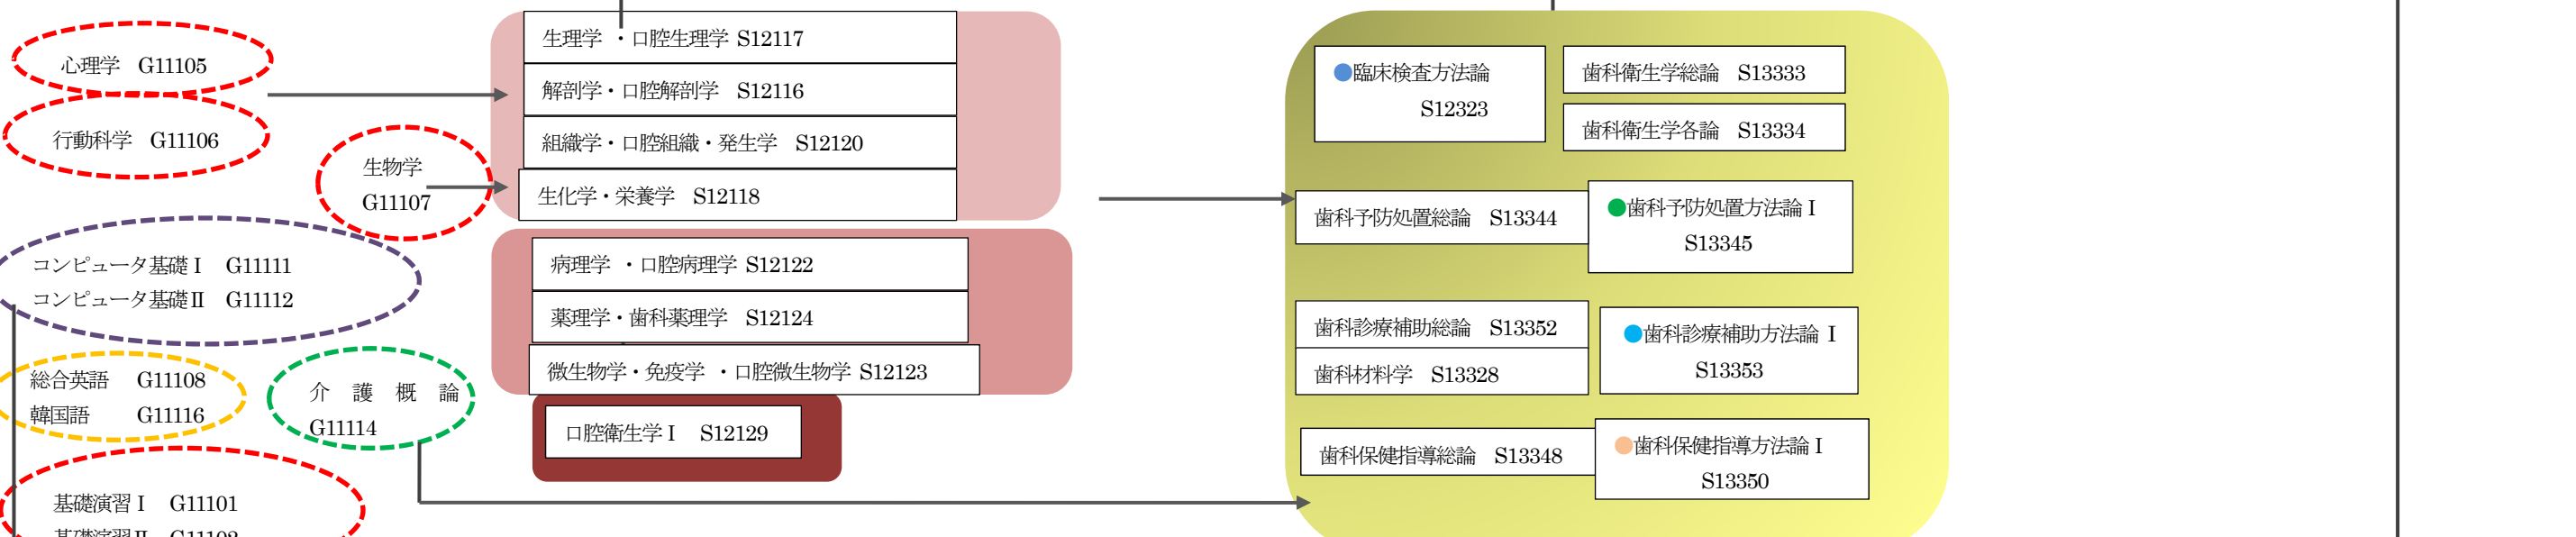 心理学 G11105
行動科学 G11106
生物学
G11107
コンピュータ基礎Ⅰ G11111
コンピュータ基礎Ⅱ G11112
総合英語 G11108
韓国語 G11116
介 護 概 論
G11114
基礎演習Ⅰ G11101
基礎演習Ⅱ G11102
生理学 ・口腔生理学 S12117
解剖学・口腔解剖学 S12116
組織学・口腔組織・発生学 S12120
生化学・栄養学 S12118
病理学 ・口腔病理学 S12122
薬理学・歯科薬理学 S12124
微生物学・免疫学 ・口腔微生物学 S12123
口腔衛生学Ⅰ S12129
臨床検査方法論
S12323
歯科衛生学総論 S13333
歯科衛生学各論 S13334
歯科予防処置総論 S13344
歯科予防処置方法論Ⅰ
S13345
歯科診療補助総論 S13352
歯科材料学 S13328
歯科診療補助方法論Ⅰ
S13353
歯科保健指導総論 S13348
歯科保健指導方法論Ⅰ
S13350